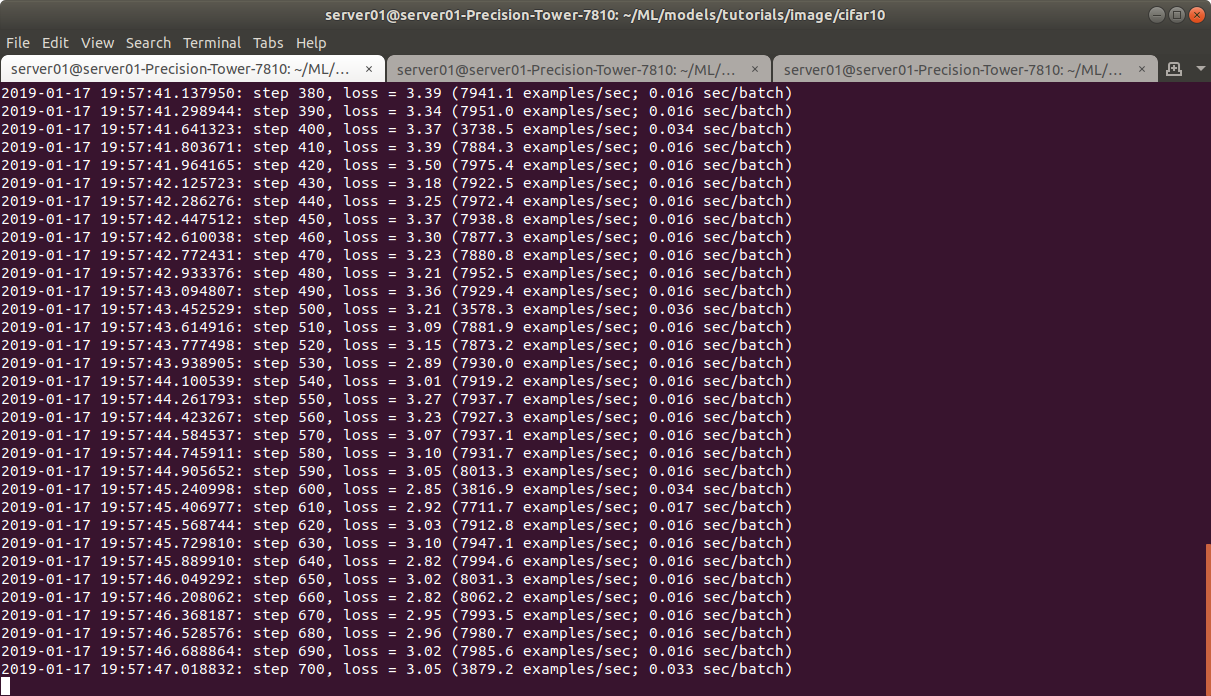 server01@server01-Precision-Tower-7810: ~/ML/models/tutorials/image/cifar10
File Edit View Search Terminal Tabs Help
server01@server01-Precision-Tower-7810: ~/ML/... × server01@server01-Precision-Tower-7810: ~/ML/... × server01@server01-Precision-Tower-7810: ~/ML/... ×
2019-01-17 19:57:41.137950: step 380, loss = 3.39 (7941.1 examples/sec; 0.016 sec/batch)
2019-01-17 19:57:41.298944: step 390, loss = 3.34 (7951.0 examples/sec; 0.016 sec/batch)
2019-01-17 19:57:41.641323: step 400, loss = 3.37 (3738.5 examples/sec; 0.034 sec/batch)
2019-01-17 19:57:41.803671: step 410, loss = 3.39 (7884.3 examples/sec; 0.016 sec/batch)
2019-01-17 19:57:41.964165: step 420, loss = 3.50 (7975.4 examples/sec; 0.016 sec/batch)
2019-01-17 19:57:42.125723: step 430, loss = 3.18 (7922.5 examples/sec; 0.016 sec/batch)
2019-01-17 19:57:42.286276: step 440, loss = 3.25 (7972.4 examples/sec; 0.016 sec/batch)
2019-01-17 19:57:42.447512: step 450, loss = 3.37 (7938.8 examples/sec; 0.016 sec/batch)
2019-01-17 19:57:42.610038: step 460, loss = 3.30 (7877.3 examples/sec; 0.016 sec/batch)
2019-01-17 19:57:42.772431: step 470, loss = 3.23 (7880.8 examples/sec; 0.016 sec/batch)
2019-01-17 19:57:42.933376: step 480, loss = 3.21 (7952.5 examples/sec; 0.016 sec/batch)
2019-01-17 19:57:43.094807: step 490, loss = 3.36 (7929.4 examples/sec; 0.016 sec/batch)
2019-01-17 19:57:43.452529: step 500, loss = 3.21 (3578.3 examples/sec; 0.036 sec/batch)
2019-01-17 19:57:43.614916: step 510, loss = 3.09 (7881.9 examples/sec; 0.016 sec/batch)
2019-01-17 19:57:43.777498: step 520, loss = 3.15 (7873.2 examples/sec; 0.016 sec/batch)
2019-01-17 19:57:43.938905: step 530, loss = 2.89 (7930.0 examples/sec; 0.016 sec/batch)
2019-01-17 19:57:44.100539: step 540, loss = 3.01 (7919.2 examples/sec; 0.016 sec/batch)
2019-01-17 19:57:44.261793: step 550, loss = 3.27 (7937.7 examples/sec; 0.016 sec/batch)
2019-01-17 19:57:44.423267: step 560, loss = 3.23 (7927.3 examples/sec; 0.016 sec/batch)
2019-01-17 19:57:44.584537: step 570, loss = 3.07 (7937.1 examples/sec; 0.016 sec/batch)
2019-01-17 19:57:44.745911: step 580, loss = 3.10 (7931.7 examples/sec; 0.016 sec/batch)
2019-01-17 19:57:44.905652: step 590, loss = 3.05 (8013.3 examples/sec; 0.016 sec/batch)
2019-01-17 19:57:45.240998: step 600, loss = 2.85 (3816.9 examples/sec; 0.034 sec/batch)
2019-01-17 19:57:45.406977: step 610, loss = 2.92 (7711.7 examples/sec; 0.017 sec/batch)
2019-01-17 19:57:45.568744: step 620, loss = 3.03 (7912.8 examples/sec; 0.016 sec/batch)
2019-01-17 19:57:45.729810: step 630, loss = 3.10 (7947.1 examples/sec; 0.016 sec/batch)
2019-01-17 19:57:45.889910: step 640, loss = 2.82 (7994.6 examples/sec; 0.016 sec/batch)
2019-01-17 19:57:46.049292: step 650, loss = 3.02 (8031.3 examples/sec; 0.016 sec/batch)
2019-01-17 19:57:46.208062: step 660, loss = 2.82 (8062.2 examples/sec; 0.016 sec/batch)
2019-01-17 19:57:46.368187: step 670, loss = 2.95 (7993.5 examples/sec; 0.016 sec/batch)
2019-01-17 19:57:46.528576: step 680, loss = 2.96 (7980.7 examples/sec; 0.016 sec/batch)
2019-01-17 19:57:46.688864: step 690, loss = 3.02 (7985.6 examples/sec; 0.016 sec/batch)
2019-01-17 19:57:47.018832: step 700, loss = 3.05 (3879.2 examples/sec; 0.033 sec/batch)